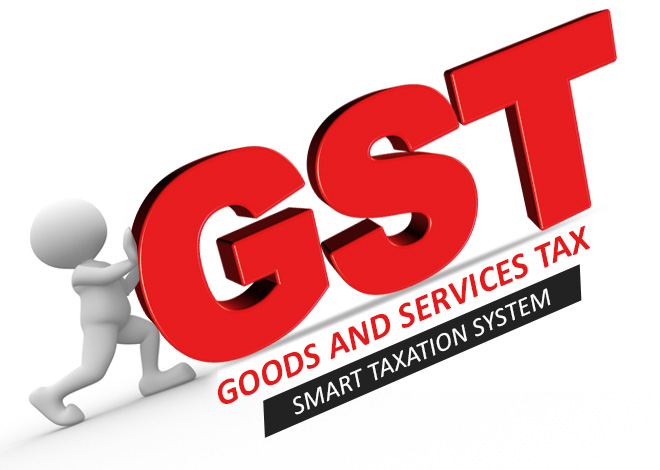 GST
GOODS AND SERVICES TAX
SMART TAXATION SYSTEM